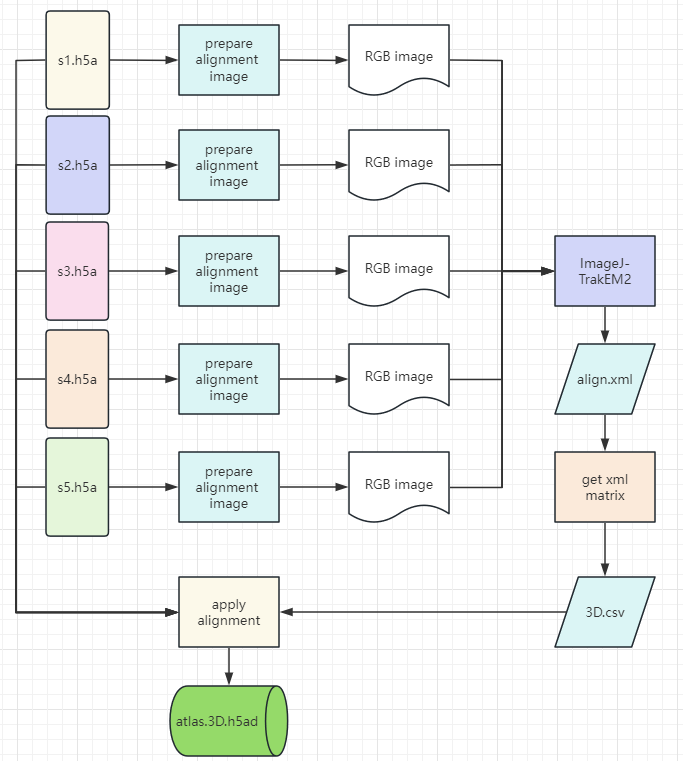 s1.h5a
prepare
alignment
image
RGB image
s2.h5a
prepare
alignment
image
RGB image
s3.h5a
prepare
alignment
image
RGB image
ImageJ-
TrakEM2
s4.h5a
prepare
alignment
image
RGB image
align.xml
s5.h5a
prepare
alignment
image
RGB image
get xml
matrix
apply
alignment
3D.csv
atlas.3D.h5ad